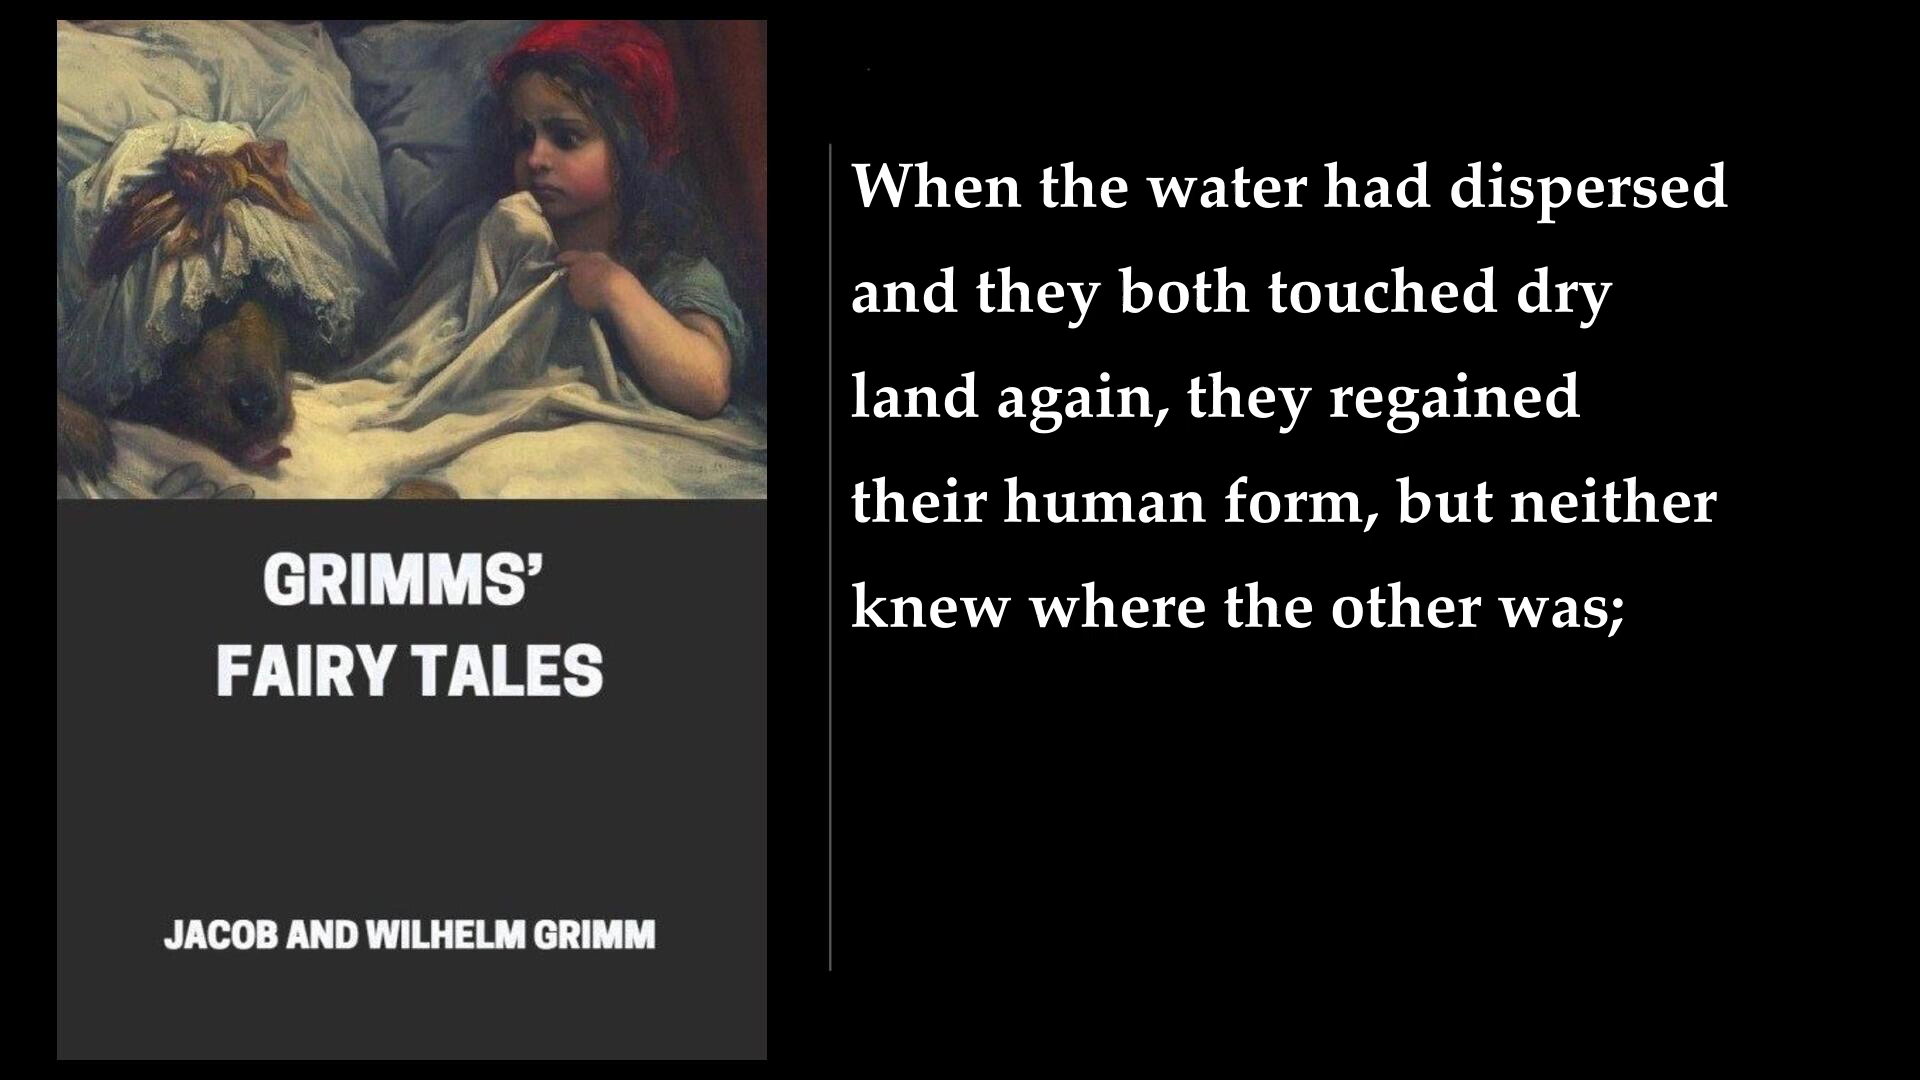 GRIMMS’
FAIRY TALES
JACOB AND WILHELM GRIMM
When the water had dispersed
and they both touched dry
land again, they regained
their human form, but neither
knew where the other was;